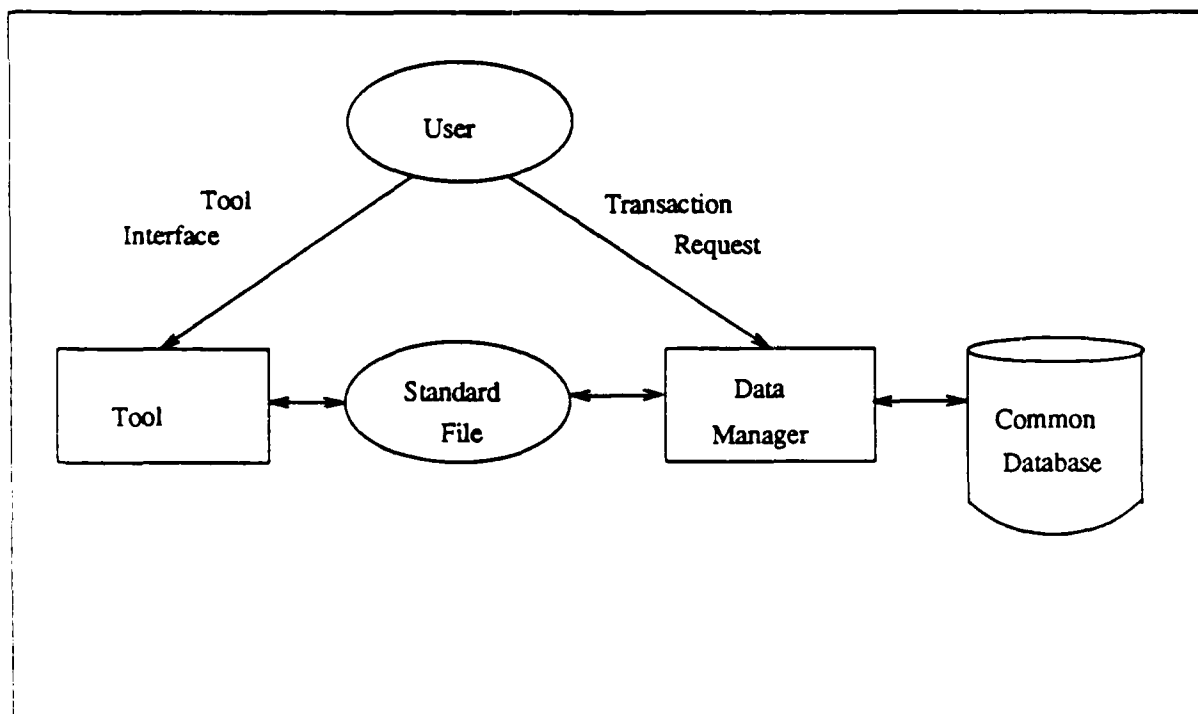 User
Tool
Interface
Transaction
Request
Tool
Standard
File
Data
Manager
Common
Database